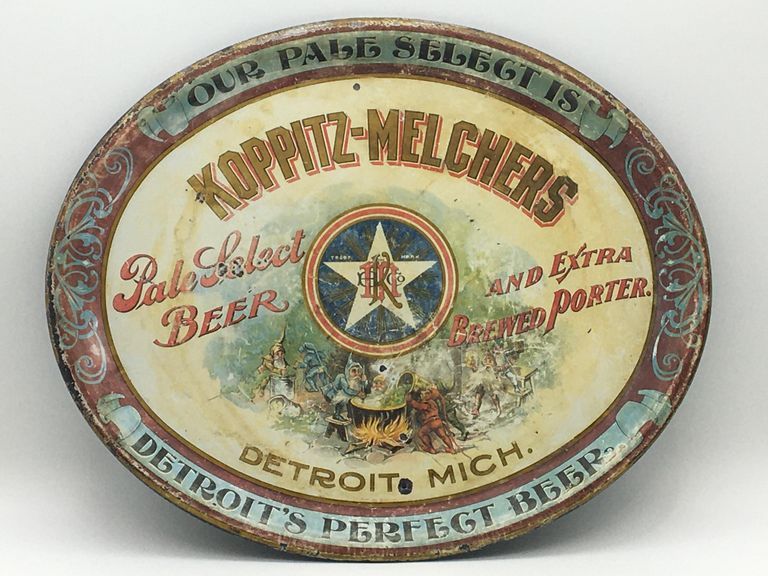 OUR PALE SELECT IS
KOPPITZ-MELCHERS
Pale Select
BEER
TRADE MARK
AND EXTRA
BREWED PORTER.
DETROIT, MICH.
DETROIT'S PERFECT BEER.